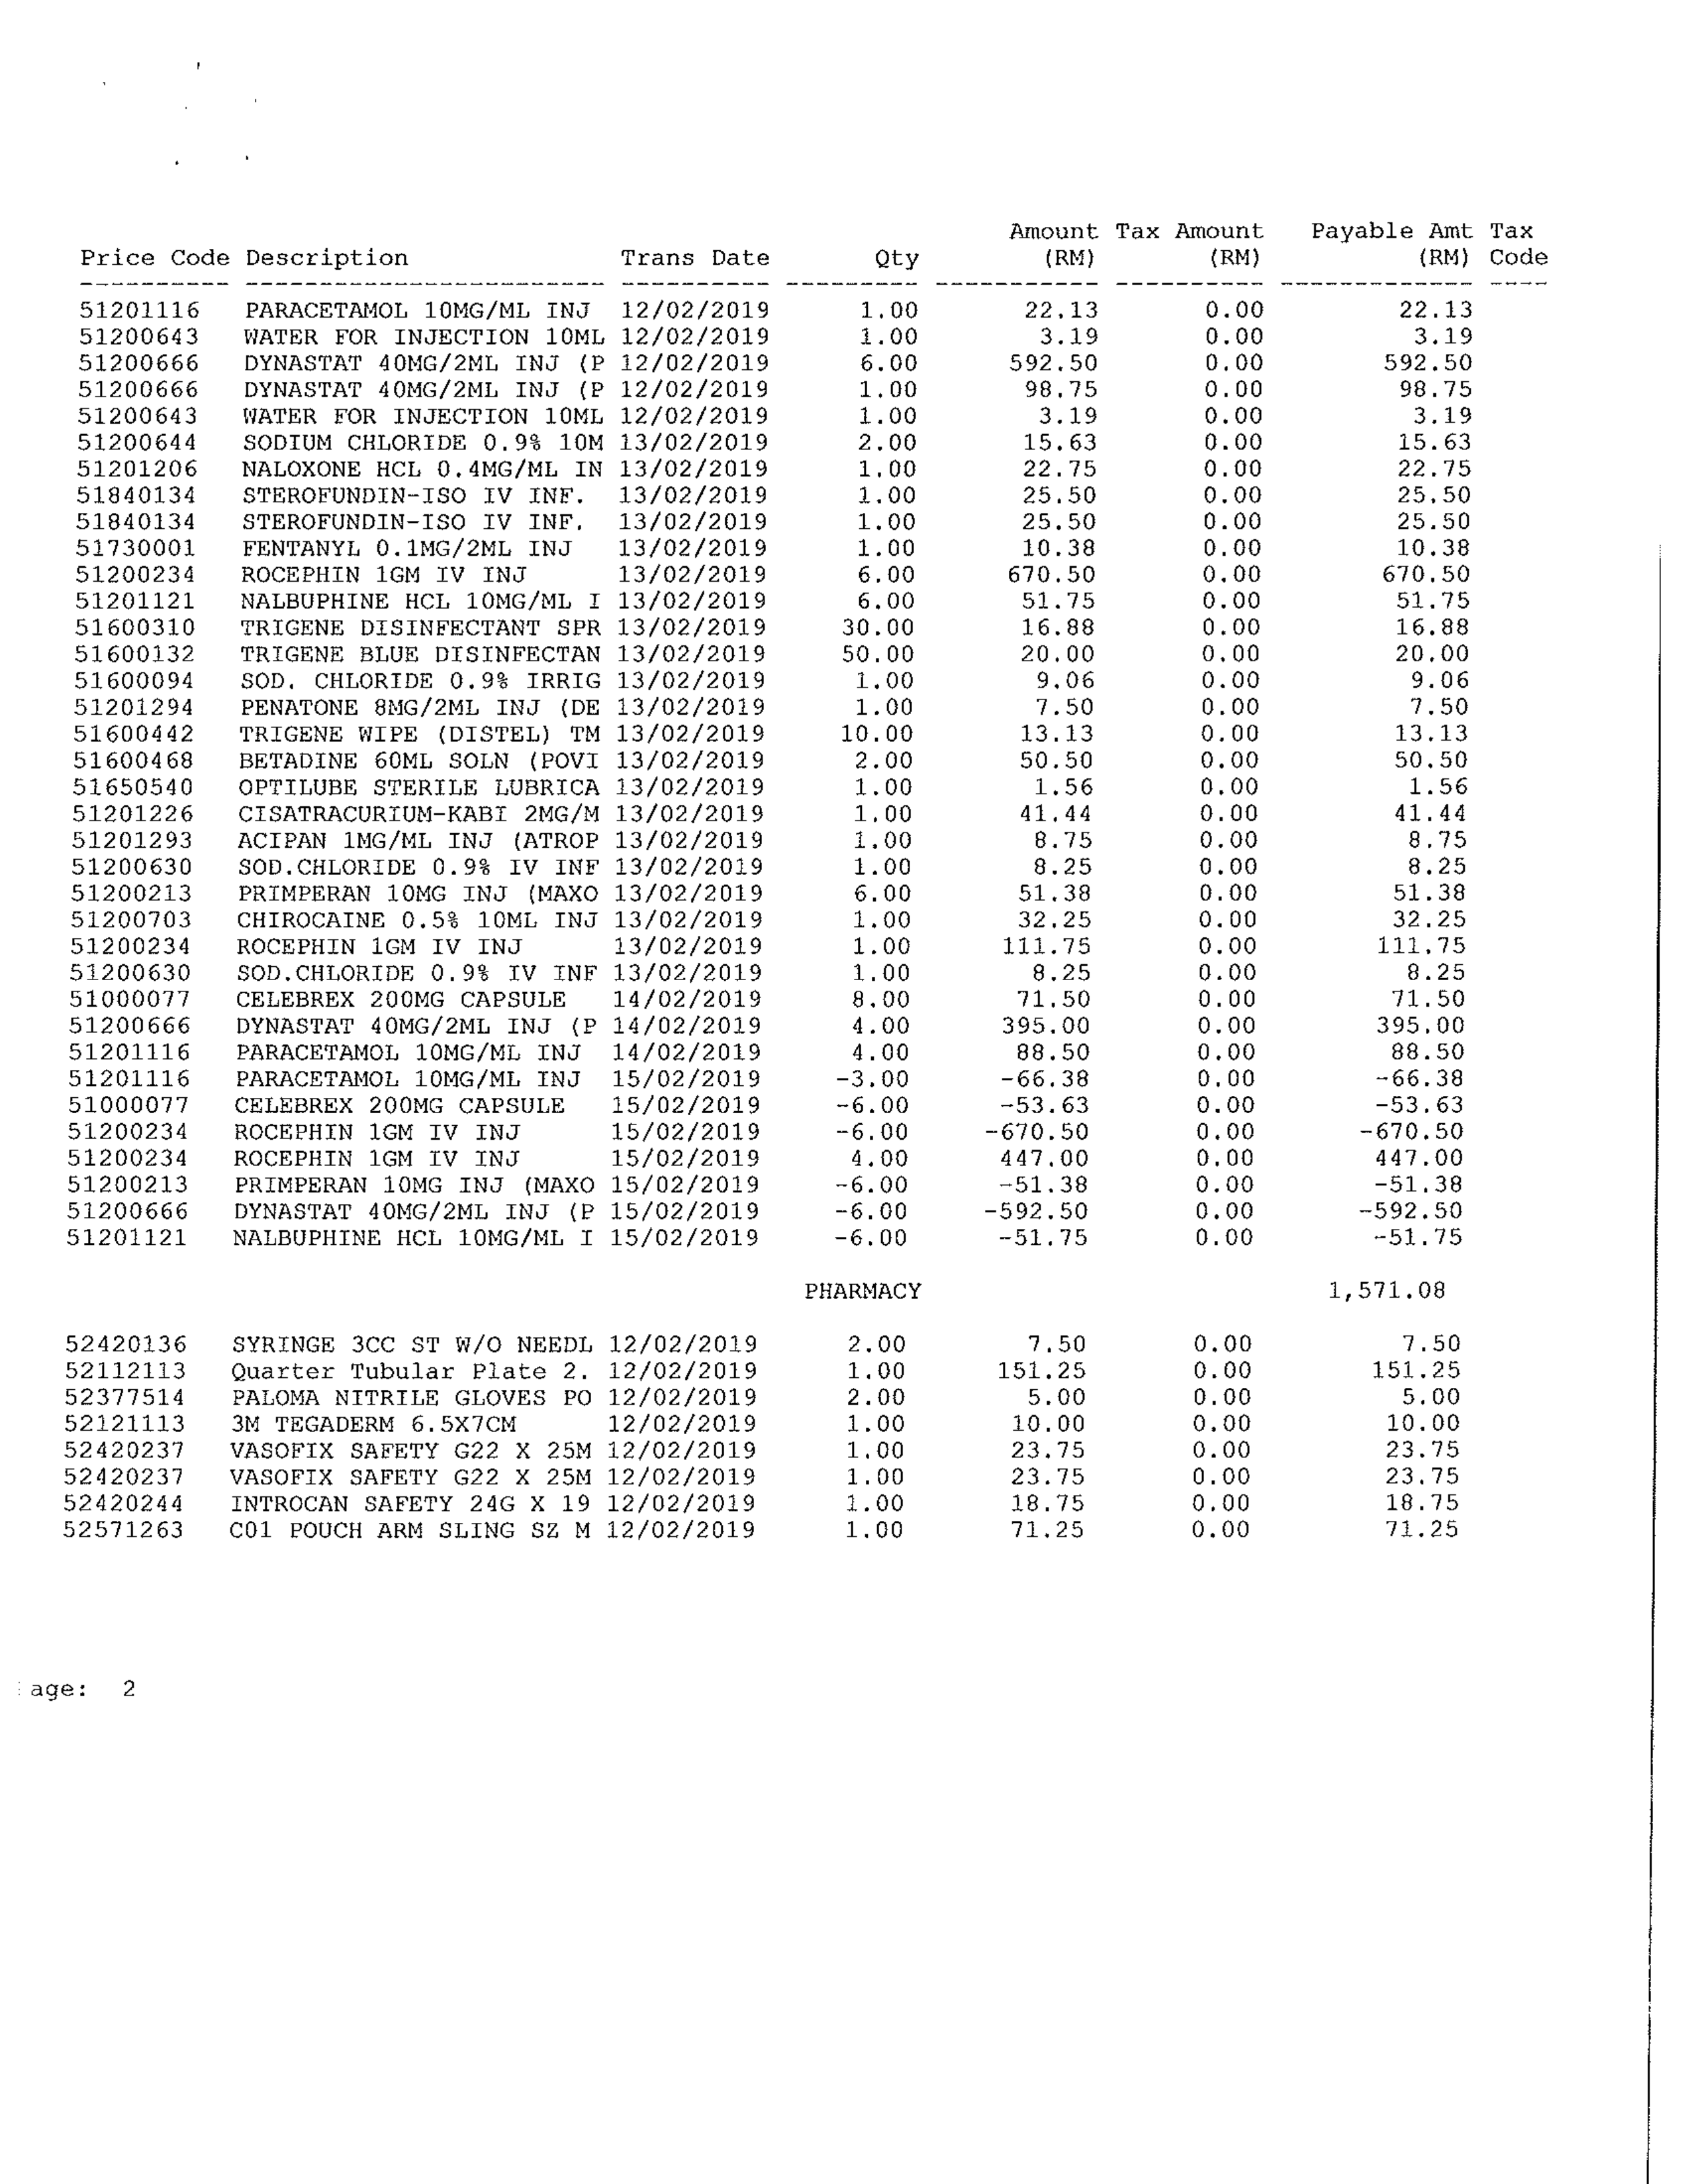 Amount Tax Amount Payable Amt Tax
Price Code Description Trans Date Qty (RM) (RM) (RM) Code
51201116 PARACETAMOL 10MG/ML INJ 12/02/2019 1.00 22.13 0.00 22.13
51200643 WATER FOR INJECTION 10ML 12/02/2019 1.00 3.19 0.00 3.19
51200666 DYNASTAT 40MG/2ML INJ (P 12/02/2019 6.00 592.50 0.00 592.50
51200666 DYNASTAT 40MG/2ML INJ (P 12/02/2019 1.00 98.75 0.00 98.75
51200643 WATER FOR INJECTION 10ML 12/02/2019 1.00 3.19 0.00 3.19
51200644 SODIUM CHLORIDE 0.9% 10M 13/02/2019 2.00 15.63 0.00 15.63
51201206 NALOXONE HCL 0.4MG/ML IN 13/02/2019 1.00 22.75 0.00 22.75
51840134 STEROFUNDIN-ISO IV INF. 13/02/2019 1.00 25.50 0.00 25.50
51840134 STEROFUNDIN-ISO IV INF. 13/02/2019 1.00 25.50 0.00 25.50
51730001 FENTANYL 0.1MG/2ML INJ 13/02/2019 1.00 10.38 0.00 10.38
51200234 ROCEPHIN 1GM IV INJ 13/02/2019 6.00 670.50 0.00 670.50
51201121 NALBUPHINE HCL 10MG/ML I 13/02/2019 6.00 51.75 0.00 51.75
51600310 TRIGENE DISINFECTANT SPR 13/02/2019 30.00 16.88 0.00 16.88
51600132 TRIGENE BLUE DISINFECTAN 13/02/2019 50.00 20.00 0.00 20.00
51600094 SOD. CHLORIDE 0.9% IRRIG 13/02/2019 1.00 9.06 0.00 9.06
51201294 PENATONE 8MG/2ML INJ (DE 13/02/2019 1.00 7.50 0.00 7.50
51600442 TRIGENE WIPE (DISTEL) TM 13/02/2019 10.00 13.13 0.00 13.13
51600468 BETADINE 60ML SOLN (POVI 13/02/2019 2.00 50.50 0.00 50.50
51650540 OPTILUBE STERILE LUBRICA 13/02/2019 1.00 1.56 0.00 1.56
51201226 CISATRACURIUM-KABI 2MG/M 13/02/2019 1.00 41.44 0.00 41.44
51201293 ACIPAN 1MG/ML INJ (ATROP 13/02/2019 1.00 8.75 0.00 8.75
51200630 SOD.CHLORIDE 0.9% IV INF 13/02/2019 1.00 8.25 0.00 8.25
51200213 PRIMPERAN 10MG INJ (MAXO 13/02/2019 6.00 51.38 0.00 51.38
51200703 CHIROCAINE 0.5% 10ML INJ 13/02/2019 1.00 32.25 0.00 32.25
51200234 ROCEPHIN 1GM IV INJ 13/02/2019 1.00 111.75 0.00 111.75
51200630 SOD.CHLORIDE 0.9% IV INF 13/02/2019 1.00 8.25 0.00 8.25
51000077 CELEBREX 200MG CAPSULE 14/02/2019 8.00 71.50 0.00 71.50
51200666 DYNASTAT 40MG/2ML INJ (P 14/02/2019 4.00 395.00 0.00 395.00
51201116 PARACETAMOL 10MG/ML INJ 14/02/2019 4.00 88.50 0.00 88.50
51201116 PARACETAMOL 10MG/ML INJ 15/02/2019 -3.00 -66.38 0.00 -66.38
51000077 CELEBREX 200MG CAPSULE 15/02/2019 -6.00 -53.63 0.00 -53.63
51200234 ROCEPHIN 1GM IV INJ 15/02/2019 -6.00 -670.50 0.00 -670.50
51200234 ROCEPHIN 1GM IV INJ 15/02/2019 4.00 447.00 0.00 447.00
51200213 PRIMPERAN 10MG INJ (MAXO 15/02/2019 -6.00 -51.38 0.00 -51.38
51200666 DYNASTAT 40MG/2ML INJ (P 15/02/2019 -6.00 -592.50 0.00 -592.50
51201121 NALBUPHINE HCL 10MG/ML I 15/02/2019 -6.00 -51.75 0.00 -51.75
PHARMACY 1,571.08
52420136 SYRINGE 3CC ST W/O NEEDL 12/02/2019 2.00 7.50 0.00 7.50
52112113 Quarter Tubular Plate 2. 12/02/2019 1.00 151.25 0.00 151.25
52377514 PALOMA NITRILE GLOVES PO 12/02/2019 2.00 5.00 0.00 5.00
52121113 3M TEGADERM 6.5X7CM 12/02/2019 1.00 10.00 0.00 10.00
52420237 VASOFIX SAFETY G22 X 25M 12/02/2019 1.00 23.75 0.00 23.75
52420237 VASOFIX SAFETY G22 X 25M 12/02/2019 1.00 23.75 0.00 23.75
52420244 INTROCAN SAFETY 24G X 19 12/02/2019 1.00 18.75 0.00 18.75
52571263 C01 POUCH ARM SLING SZ M 12/02/2019 1.00 71.25 0.00 71.25
age: 2